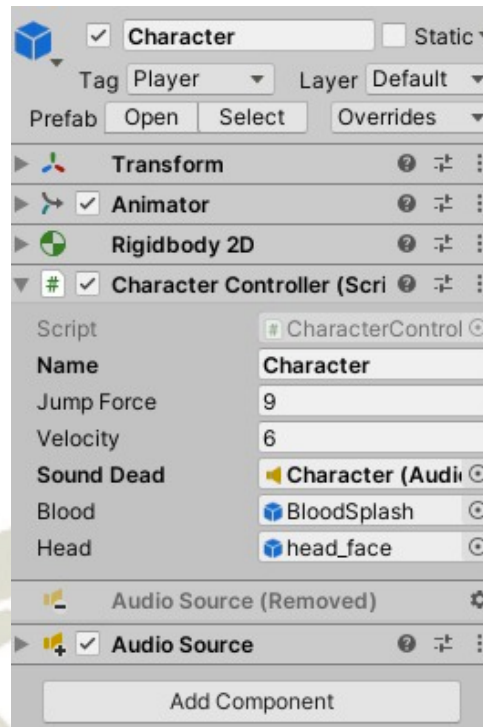 Character Static
Tag Player Layer Default
Prefab Open Select Overrides
Transform
Animator
Rigidbody 2D
# Character Controller (Scri
Script # CharacterControl
Name Character
Jump Force 9
Velocity 6
Sound Dead Character (Audi
Blood BloodSplash
Head head_face
Audio Source (Removed)
Audio Source
Add Component